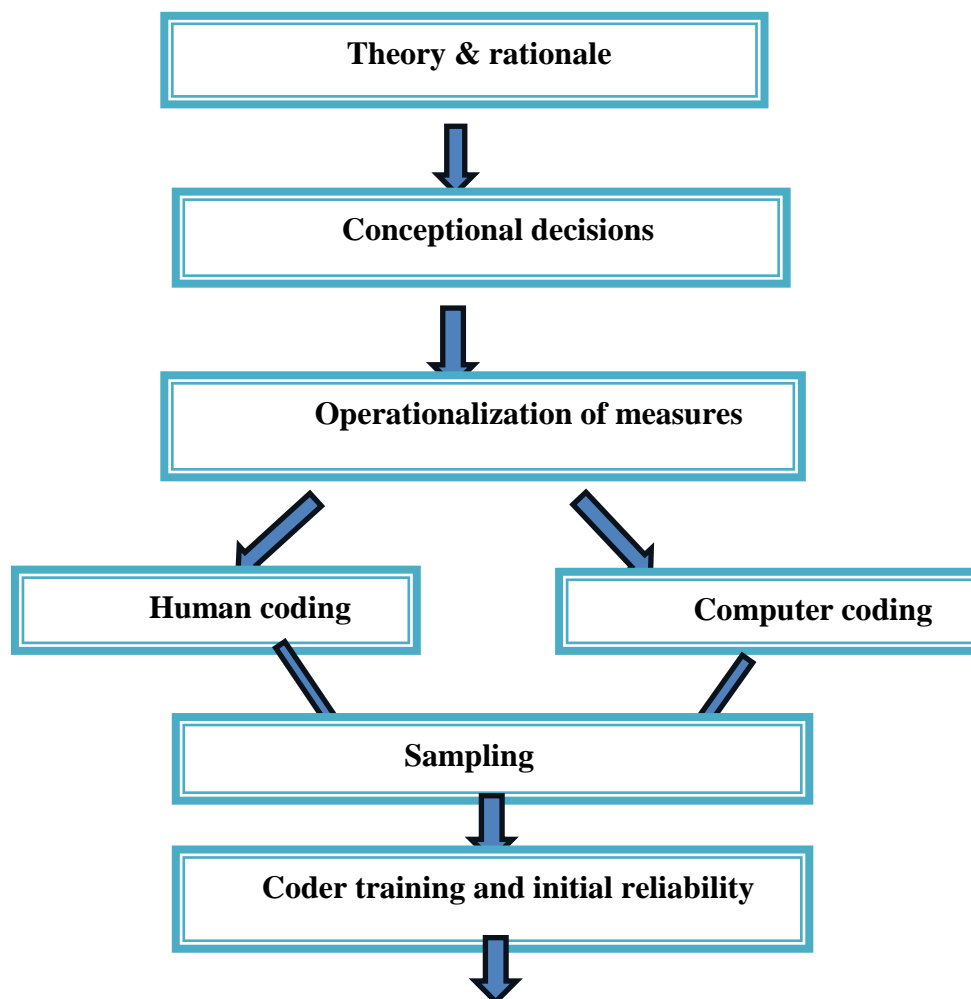 Theory & rationale
Conceptional decisions
Operationalization of measures
Human coding
Computer coding
Sampling
Coder training and initial reliability